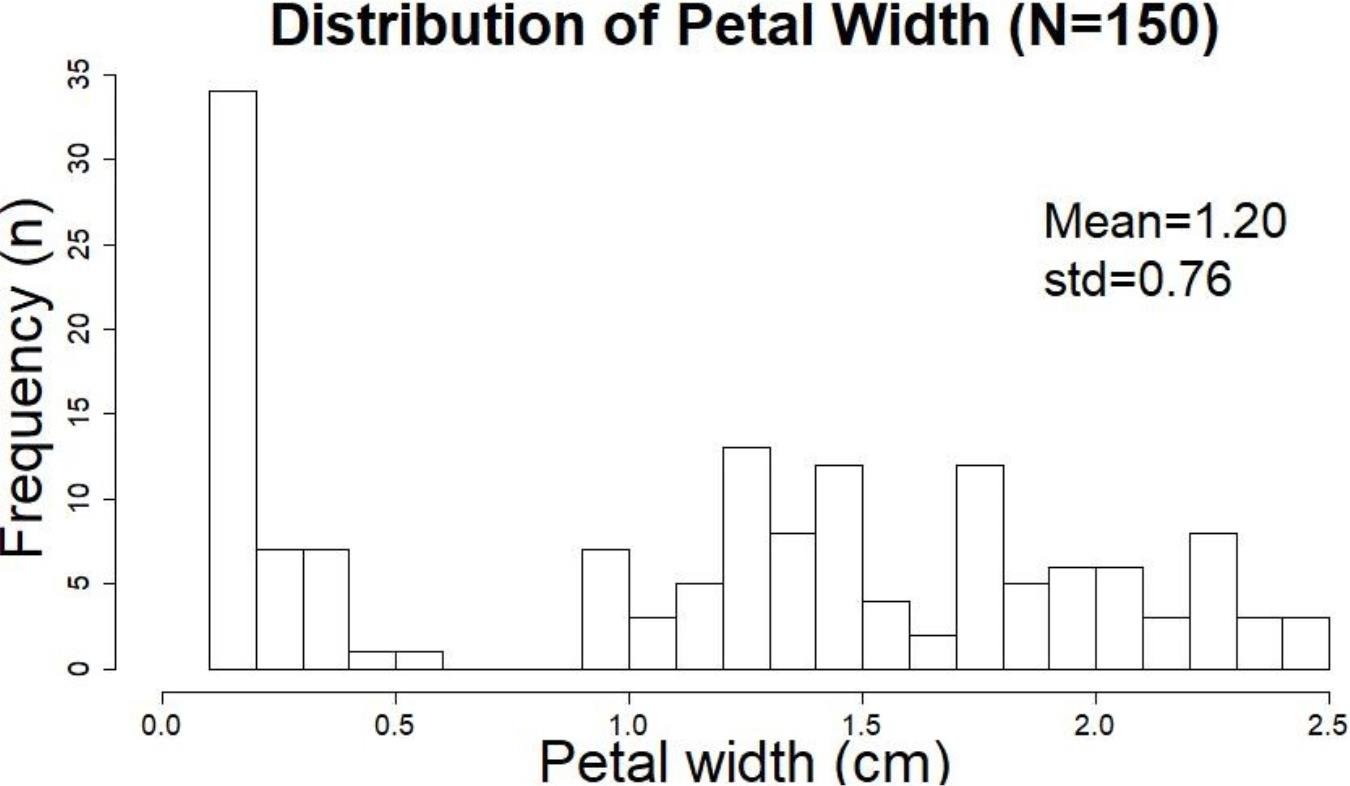 Distribution of Petal Width (N=150)
35
30
25
20
15
10
5
0
Frequency (n)
Mean=1.20
std=0.76
0.0 0.5 1.0 1.5 2.0 2.5
Petal width (cm)